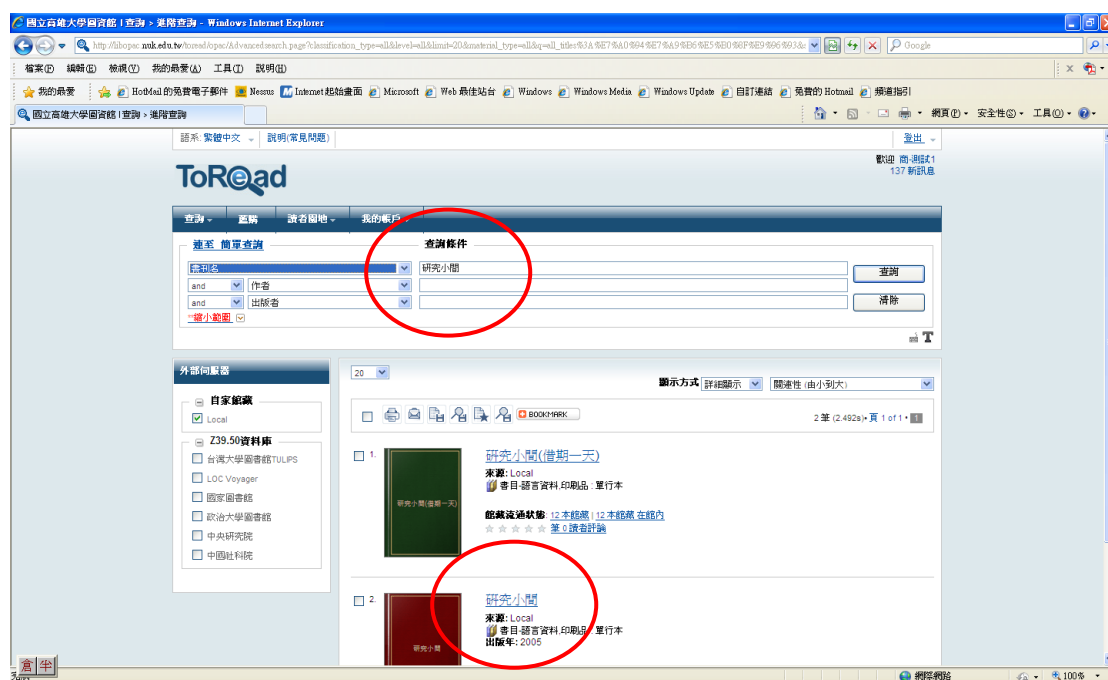 國立高雄大學圖資館 | 查詢 > 進階查詢 - Windows Internet Explorer
Google
檔案(F) 編輯(E) 檢視(V) 我的最愛(A) 工具(T) 說明(H)
我的最愛 HotMail 的免費電子郵件 Nessus Internet 起始畫面 Microsoft Web 最佳站台 Windows Windows Media Windows Update 自訂連結 免費的 Hotmail 頻道指引
國立高雄大學圖資館 | 查詢 > 進階查詢
網頁(P) 安全性(S) 工具(O)
語系: 繁體中文 說明(常見問題) 登出
歡迎 商-測試1
137 新訊息
ToRead
查詢 薦購 讀者園地 我的帳戶
連至 簡單查詢 查詢條件
書刊名 研究小間 查詢
and 作者
and 出版者 清除
縮小範圍
外部伺服器
自家館藏
Local
Z39.50資料庫
台灣大學圖書館TULIPS
LOC Voyager
國家圖書館
政治大學圖書館
中央研究院
中國社科院
20 顯示方式 詳細顯示 關連性 (由小到大)
BOOKMARK 2 筆 (2.492s)• 頁 1 of 1 • 1
1. 研究小間(借期一天)
研究小間(借期一天)
來源: Local
書目-語言資料,印刷品 : 單行本
館藏流通狀態: 12 本館藏 | 12 本館藏 在館內
筆 0 讀者評論
2. 研究小間
研究小間
來源: Local
書目-語言資料,印刷品 : 單行本
出版年: 2005
倉 半
網際網路 100%